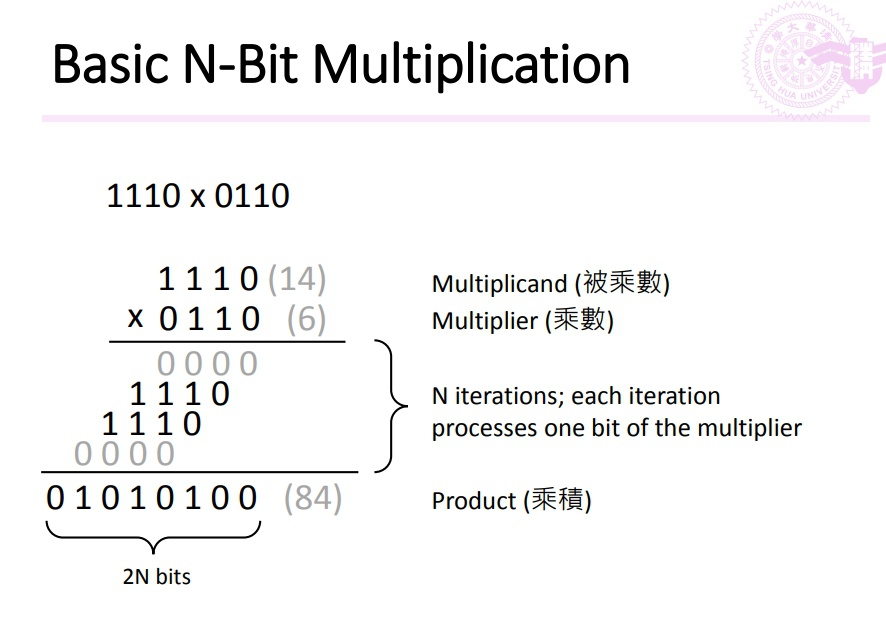 Basic N-Bit Multiplication
TSING HUA UNIVERSITY
1110 x 0110
1 1 1 0 (14)
Multiplicand (被乘數)
x 0 1 1 0 (6)
Multiplier (乘數)
0 0 0 0
1 1 1 0
1 1 1 0
0 0 0 0
N iterations; each iteration
processes one bit of the multiplier
0 1 0 1 0 1 0 0 (84)
Product (乘積)
2N bits